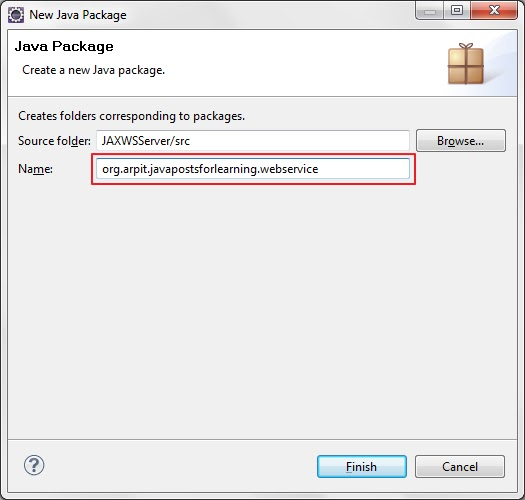 New Java Package
Java Package
Create a new Java package.
Creates folders corresponding to packages.
Source folder: JAXWSServer/src Browse...
Name: org.arpit.javapostsforlearning.webservice
? Finish Cancel